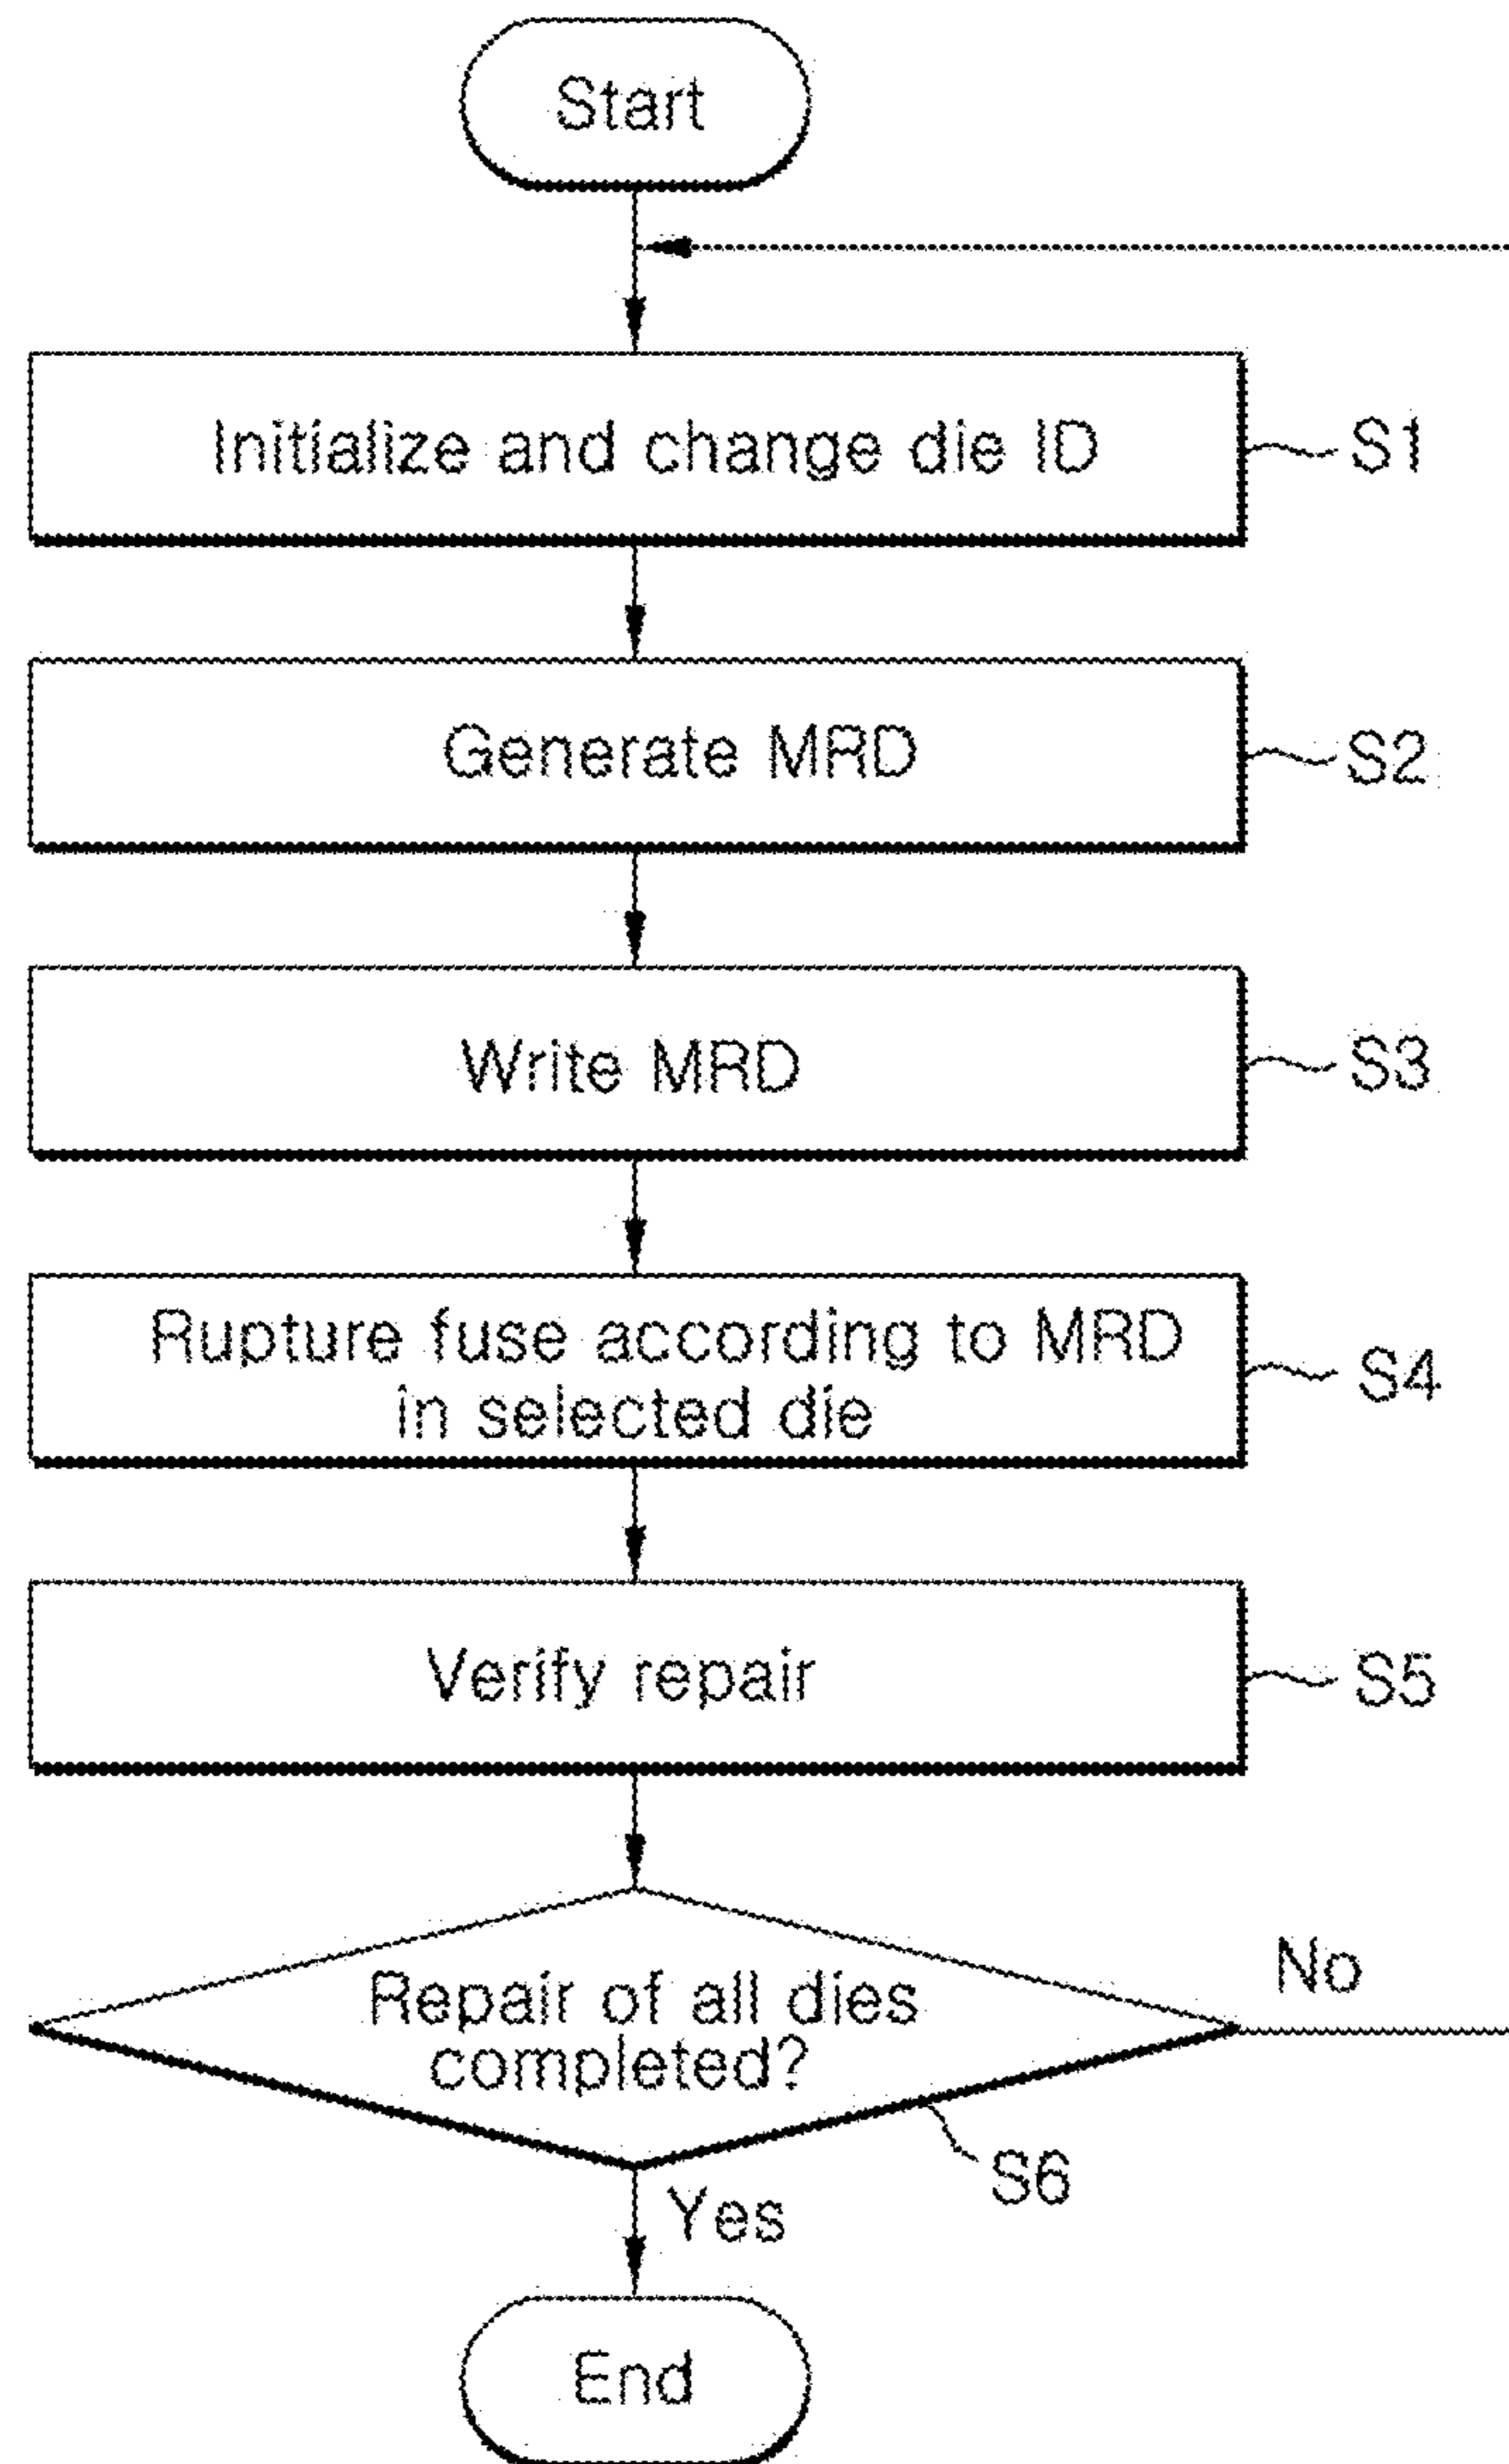 Start
Initialize and change die ID
S1
Generate MRD
S2
Write MRD
S3
Rupture fuse according to MRD
in selected die
S4
Verify repair
S5
Repair of all dies
completed?
No
S6
Yes
End